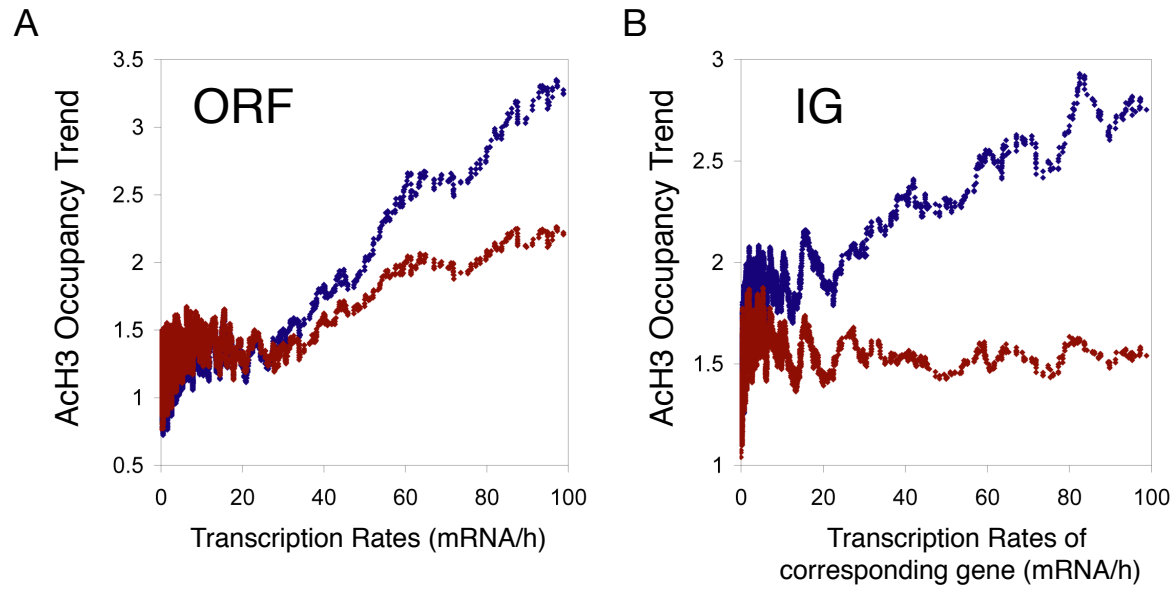 A
AcH3 Occupancy Trend
3.5
3
2.5
2
1.5
1
0.5
ORF
0 20 40 60 80 100
Transcription Rates (mRNA/h)
B
AcH3 Occupancy Trend
3
2.5
2
1.5
1
IG
0 20 40 60 80 100
Transcription Rates of
corresponding gene (mRNA/h)